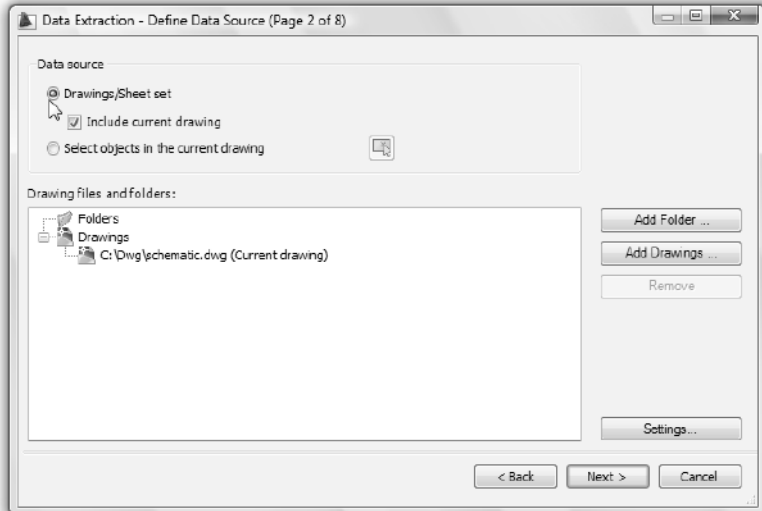 Data Extraction - Define Data Source (Page 2 of 8)
Data source
Drawings/Sheet set
Include current drawing
Select objects in the current drawing
Drawing files and folders:
Folders
Drawings
C:\Dwg\schematic.dwg (Current drawing)
Add Folder ...
Add Drawings ...
Remove
Settings...
< Back
Next >
Cancel